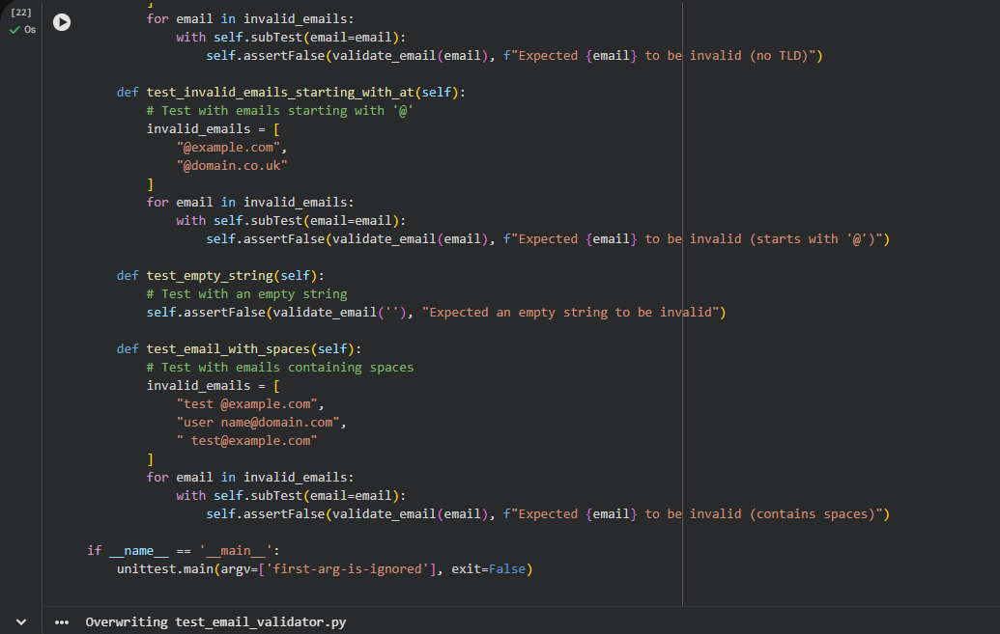 [22]
0s
]
for email in invalid_emails:
with self.subTest(email=email):
self.assertFalse(validate_email(email), f"Expected {email} to be invalid (no TLD)")
def test_invalid_emails_starting_with_at(self):
# Test with emails starting with '@'
invalid_emails = [
"@example.com",
"@domain.co.uk"
]
for email in invalid_emails:
with self.subTest(email=email):
self.assertFalse(validate_email(email), f"Expected {email} to be invalid (starts with '@')")
def test_empty_string(self):
# Test with an empty string
self.assertFalse(validate_email(''), "Expected an empty string to be invalid")
def test_email_with_spaces(self):
# Test with emails containing spaces
invalid_emails = [
"test @example.com",
"user name@domain.com",
" test@example.com"
]
for email in invalid_emails:
with self.subTest(email=email):
self.assertFalse(validate_email(email), f"Expected {email} to be invalid (contains spaces)")
if __name__ == '__main__':
unittest.main(argv=['first-arg-is-ignored'], exit=False)
Overwriting test_email_validator.py